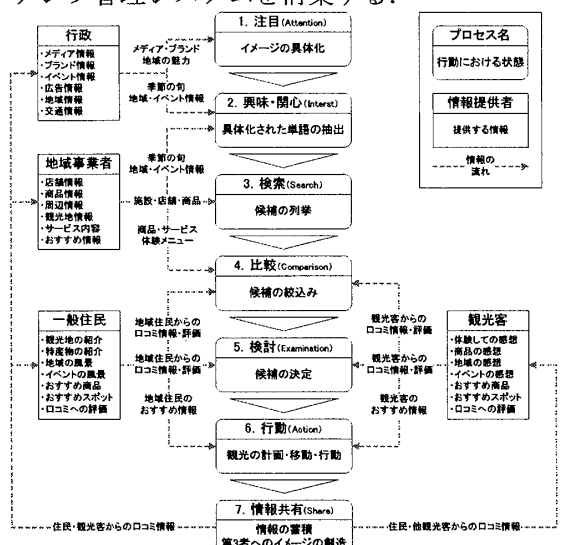 テンツ管理システムを構築する.
行政
・メディア情報
・ブランド情報
・イベント情報
・広告情報
・地域情報
・交通情報
メディア・ブランド
地域の魅力
季節の旬
地域・イベント情報
1. 注目(Attention)
イメージの具体化
2. 興味・関心(Interst)
具体化された単語の抽出
プロセス名
行動における状態
情報提供者
提供する情報
情報の
流れ
地域事業者
・店舗情報
・商品情報
・周辺情報
・観光地情報
・サービス内容
・おすすめ情報
季節の旬
地域・イベント情報
施設・店舗・商品
商品・サービス
体験メニュー
3. 検索(Search)
候補の列挙
4. 比較(Comparison)
候補の絞込み
一般住民
・観光地の紹介
・特産物の紹介
・地域の風景
・イベントの風景
・おすすめ商品
・おすすめスポット
・口コミへの評価
地域住民からの
口コミ情報・評価
地域住民からの
口コミ情報・評価
地域住民の
おすすめ情報
5. 検討(Examination)
候補の決定
6. 行動(Action)
観光の計画・移動・行動
観光客からの
口コミ情報・評価
観光客からの
口コミ情報・評価
観光客の
おすすめ情報
観光客
・体験しての感想
・商品の感想
・地域の感想
・イベントの感想
・おすすめ商品
・おすすめスポット
・口コミへの評価
住民・観光客からの口コミ情報
7. 情報共有(Share)
情報の蓄積
第3者へのイメージの創造
住民・他観光客からの口コミ情報